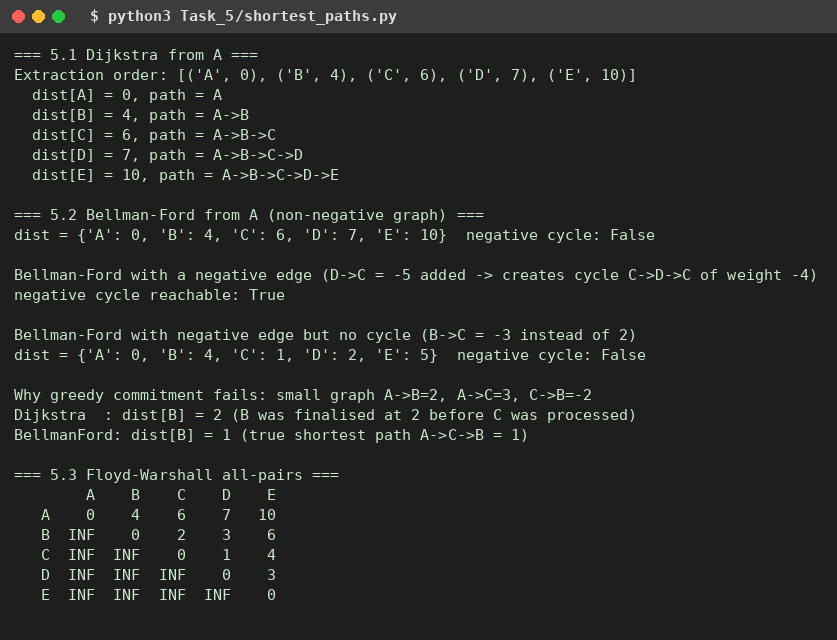 $ python3 Task_5/shortest_paths.py
=== 5.1 Dijkstra from A ===
Extraction order: [('A', 0), ('B', 4), ('C', 6), ('D', 7), ('E', 10)]
  dist[A] = 0, path = A
  dist[B] = 4, path = A->B
  dist[C] = 6, path = A->B->C
  dist[D] = 7, path = A->B->C->D
  dist[E] = 10, path = A->B->C->D->E

=== 5.2 Bellman-Ford from A (non-negative graph) ===
dist = {'A': 0, 'B': 4, 'C': 6, 'D': 7, 'E': 10}  negative cycle: False

Bellman-Ford with a negative edge (D->C = -5 added -> creates cycle C->D->C of weight -4)
negative cycle reachable: True

Bellman-Ford with negative edge but no cycle (B->C = -3 instead of 2)
dist = {'A': 0, 'B': 4, 'C': 1, 'D': 2, 'E': 5}  negative cycle: False

Why greedy commitment fails: small graph A->B=2, A->C=3, C->B=-2
Dijkstra  : dist[B] = 2 (B was finalised at 2 before C was processed)
BellmanFord: dist[B] = 1 (true shortest path A->C->B = 1)

=== 5.3 Floyd-Warshall all-pairs ===
        A    B    C    D    E
   A    0    4    6    7   10
   B  INF    0    2    3    6
   C  INF  INF    0    1    4
   D  INF  INF  INF    0    3
   E  INF  INF  INF  INF    0